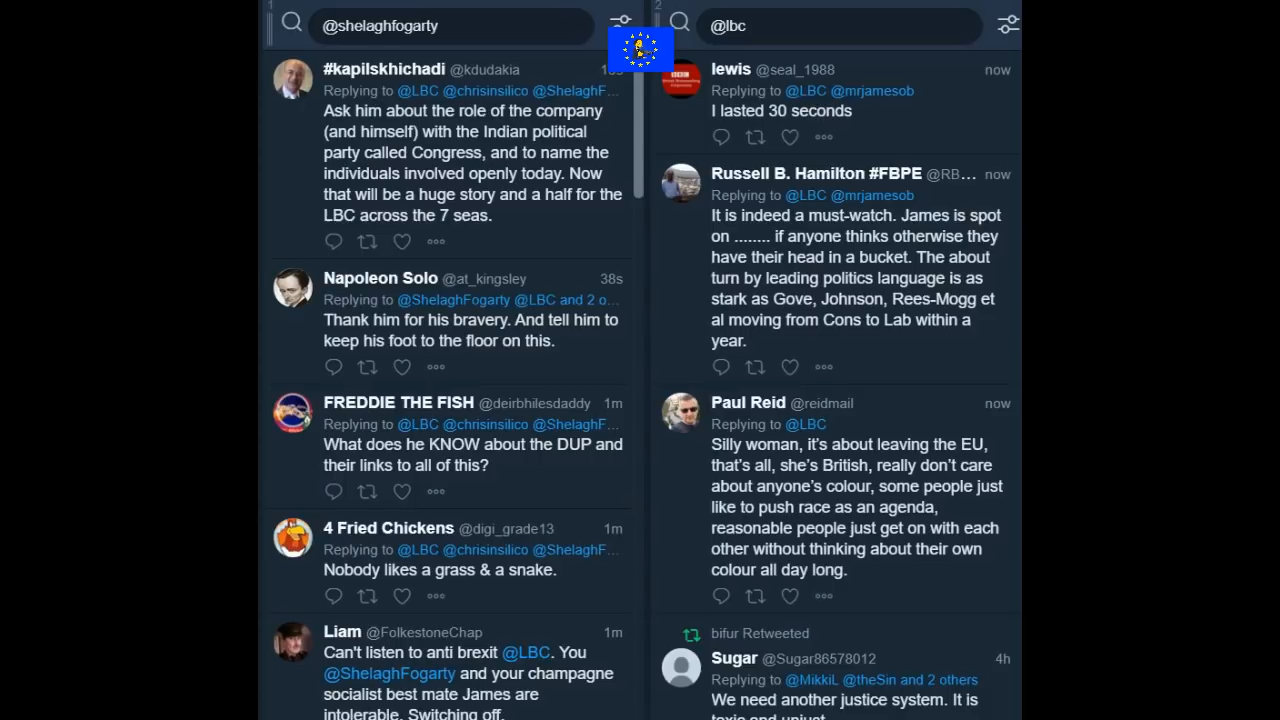 1
@shelaghfogarty
#kapilskhichadi @kdudakia
Replying to @LBC @chrisinsilico @ShelaghF...
Ask him about the role of the company
(and himself) with the Indian political
party called Congress, and to name the
individuals involved openly today. Now
that will be a huge story and a half for the
LBC across the 7 seas.
Napoleon Solo @at_kingsley 38s
Replying to @ShelaghFogarty @LBC and 2 o...
Thank him for his bravery. And tell him to
keep his foot to the floor on this.
FREDDIE THE FISH @deirbhilesdaddy 1m
Replying to @LBC @chrisinsilico @ShelaghF...
What does he KNOW about the DUP and
their links to all of this?
4 Fried Chickens @digi_grade13 1m
Replying to @LBC @chrisinsilico @ShelaghF...
Nobody likes a grass & a snake.
Liam @FolkestoneChap 1m
Can't listen to anti brexit @LBC. You
@ShelaghFogarty and your champagne
socialist best mate James are
intolerable. Switching off.
2
@lbc
lewis @seal_1988 now
Replying to @LBC @mrjamesob
I lasted 30 seconds
Russell B. Hamilton #FBPE @RB... now
Replying to @LBC @mrjamesob
It is indeed a must-watch. James is spot
on ........ if anyone thinks otherwise they
have their head in a bucket. The about
turn by leading politics language is as
stark as Gove, Johnson, Rees-Mogg et
al moving from Cons to Lab within a
year.
Paul Reid @reidmail now
Replying to @LBC
Silly woman, it's about leaving the EU,
that's all, she's British, really don't care
about anyone's colour, some people just
like to push race as an agenda,
reasonable people just get on with each
other without thinking about their own
colour all day long.
bifur Retweeted
Sugar @Sugar86578012 4h
Replying to @MikkiL @theSin and 2 others
We need another justice system. It is
toxic and unjust